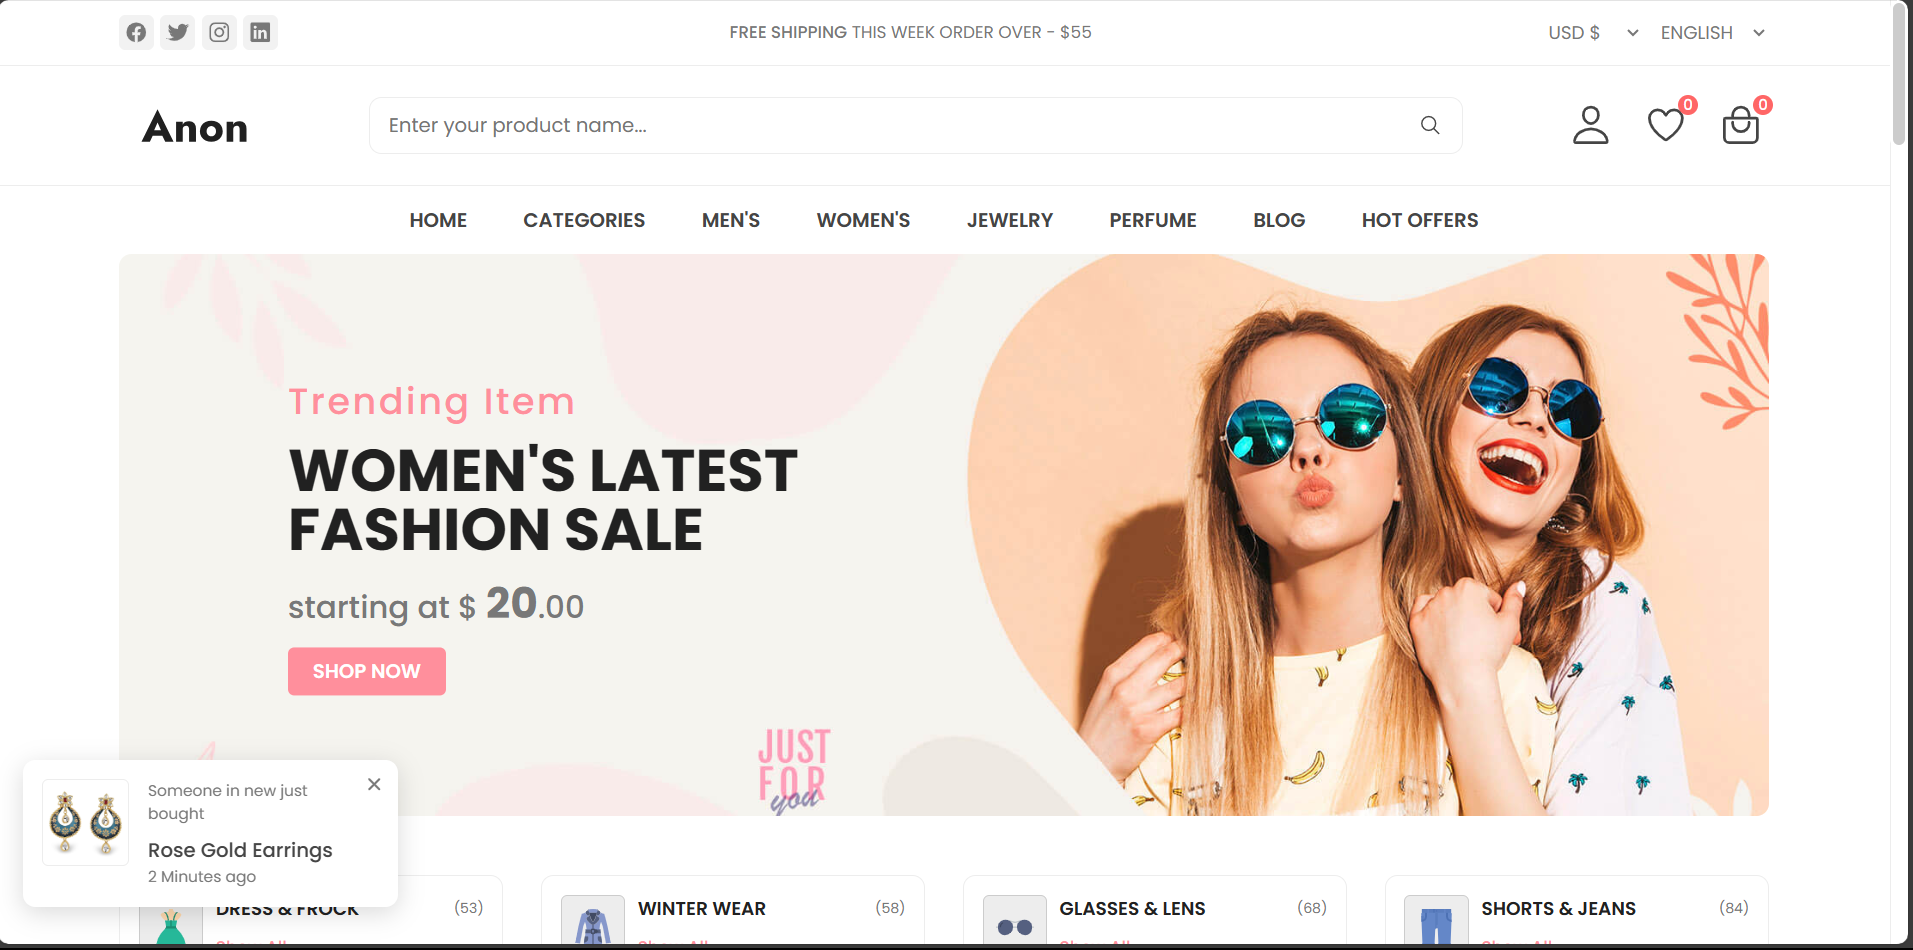 FREE SHIPPING THIS WEEK ORDER OVER - $55
USD $
ENGLISH
Anon
Enter your product name...
0
0
HOME
CATEGORIES
MEN'S
WOMEN'S
JEWELRY
PERFUME
BLOG
HOT OFFERS
Trending Item
WOMEN'S LATEST
FASHION SALE
starting at $ 20.00
SHOP NOW
JUST
FOR
you
Someone in new just
bought
Rose Gold Earrings
2 Minutes ago
DRESS & FROCK
(53)
WINTER WEAR
(58)
GLASSES & LENS
(68)
SHORTS & JEANS
(84)